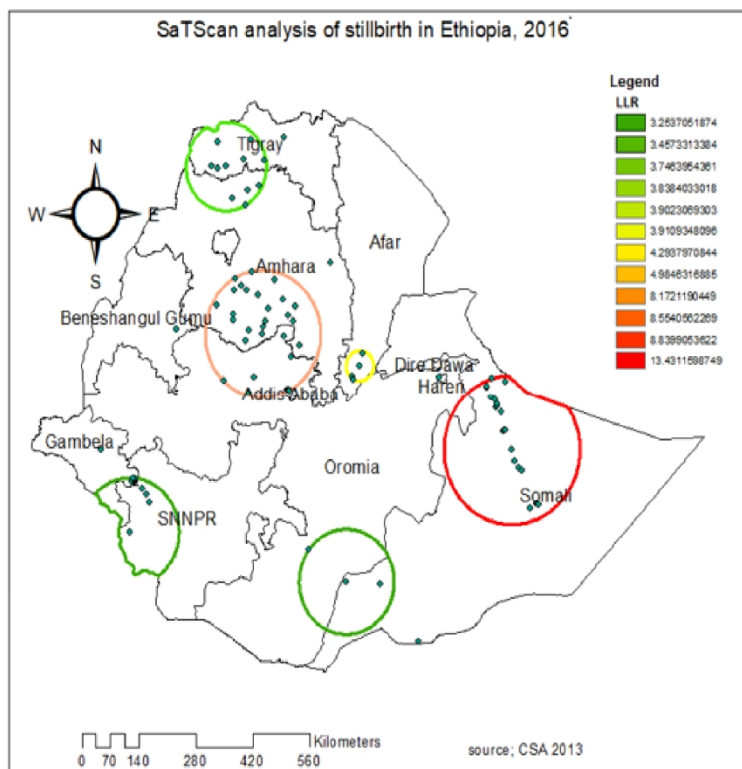 SaTScan analysis of stillbirth in Ethiopia, 2016
Legend
LLR
3.2537051874
3.4573313384
3.7463954361
3.8384033018
3.9023069303
3.9109348096
4.2937970844
4.9846316885
8.1721190449
8.5540562269
8.8399053622
13.4311598749
N
W
E
S
Tigray
Afar
Amhara
Beneshangul Gumu
Dire Dawa
Hareri
Addis Ababa
Gambela
Oromia
SNNPR
Somali
Kilometers
0 70 140 280 420 560
source; CSA 2013